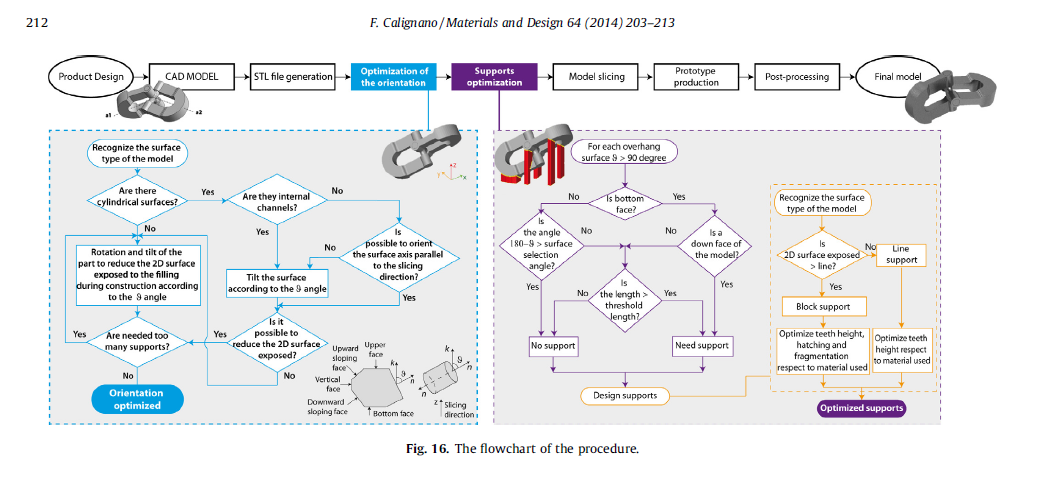 212
F. Calignano / Materials and Design 64 (2014) 203–213
Product Design
CAD MODEL
STL file generation
Optimization of
the orientation
Supports
optimization
Model slicing
Prototype
production
Post-processing
Final model
a1
a2
Recognize the surface
type of the model
Are there
cylindrical surfaces?
Yes
Are they internal
channels?
No
No
Yes
No
Is
possible to orient
the surface axis parallel
to the slicing
direction?
Rotation and tilt of the
part to reduce the 2D surface
exposed to the filling
during construction according
to the ϑ angle
Tilt the surface
according to the ϑ angle
Yes
Yes
Are needed too
many supports?
Yes
Is it
possible to
reduce the 2D surface
exposed?
No
No
Orientation
optimized
z
y
x
Upward
sloping
face
Upper
face
Vertical
face
Downward
sloping face
Bottom face
k
ϑ
n
k
ϑ
n
n
z
Slicing
direction
For each overhang
surface ϑ > 90 degree
No
Is bottom
face?
Yes
Is
the angle
180-ϑ > surface
selection
angle?
No
No
Is a
down face of
the model?
Yes
No
Is
the length >
threshold
length?
Yes
Yes
No support
Need support
Design supports
Recognize the surface
type of the model
Is
2D surface exposed
> line?
No
Line
support
Yes
Block support
Optimize teeth height,
hatching and
fragmentation
respect to material used
Optimize teeth
height respect
to material used
Optimized supports
Fig. 16. The flowchart of the procedure.